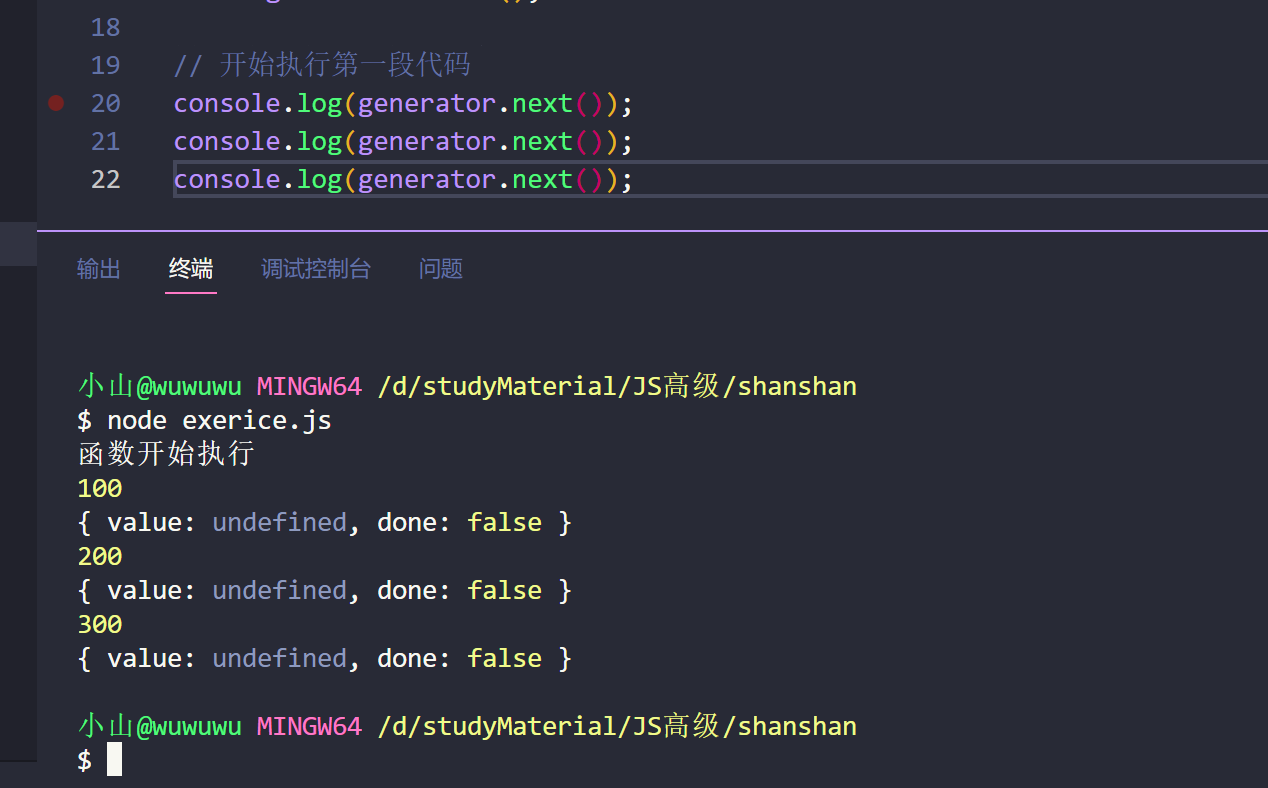 18
19 // 开始执行第一段代码
20 console.log(generator.next());
21 console.log(generator.next());
22 console.log(generator.next());
输出 终端 调试控制台 问题
小山@wuwuwu MINGW64 /d/studyMaterial/JS高级/shanshan
$ node exerice.js
函数开始执行
100
{ value: undefined, done: false }
200
{ value: undefined, done: false }
300
{ value: undefined, done: false }
小山@wuwuwu MINGW64 /d/studyMaterial/JS高级/shanshan
$